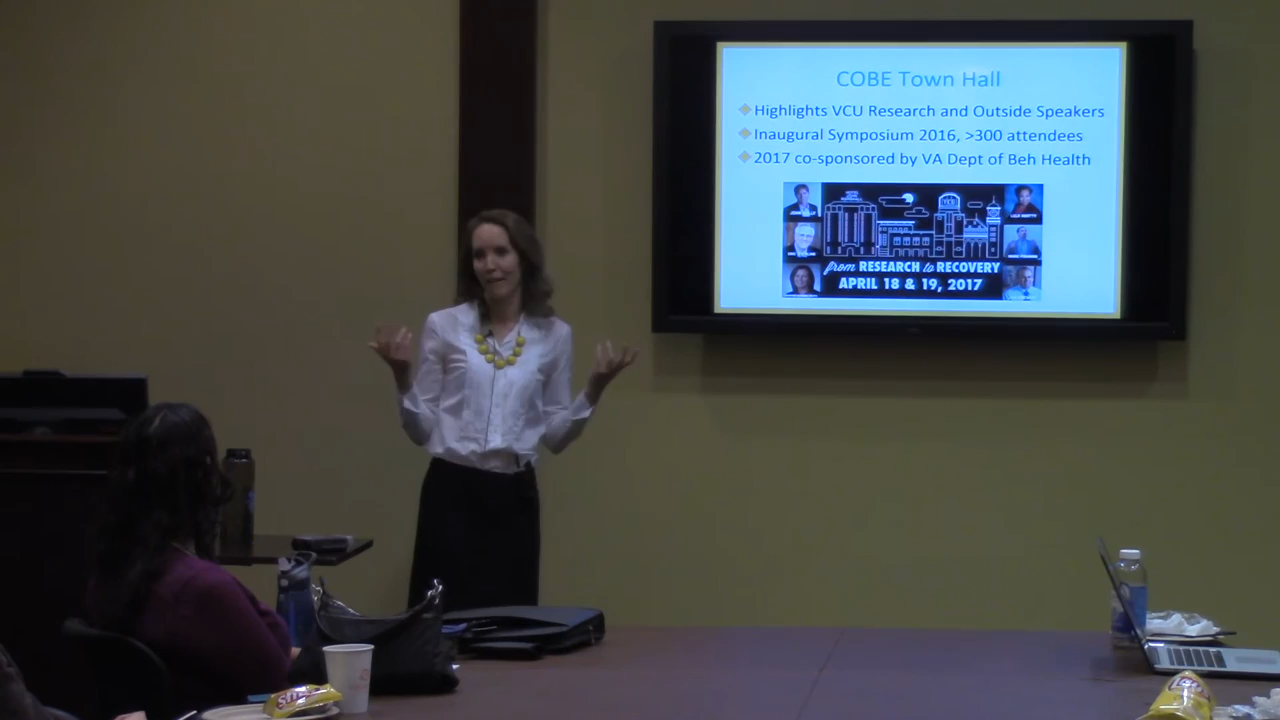 COBE Town Hall
Highlights VCU Research and Outside Speakers
Inaugural Symposium 2016, >300 attendees
2017 co-sponsored by VA Dept of Beh Health
from RESEARCH to RECOVERY
APRIL 18 & 19, 2017
Lay's